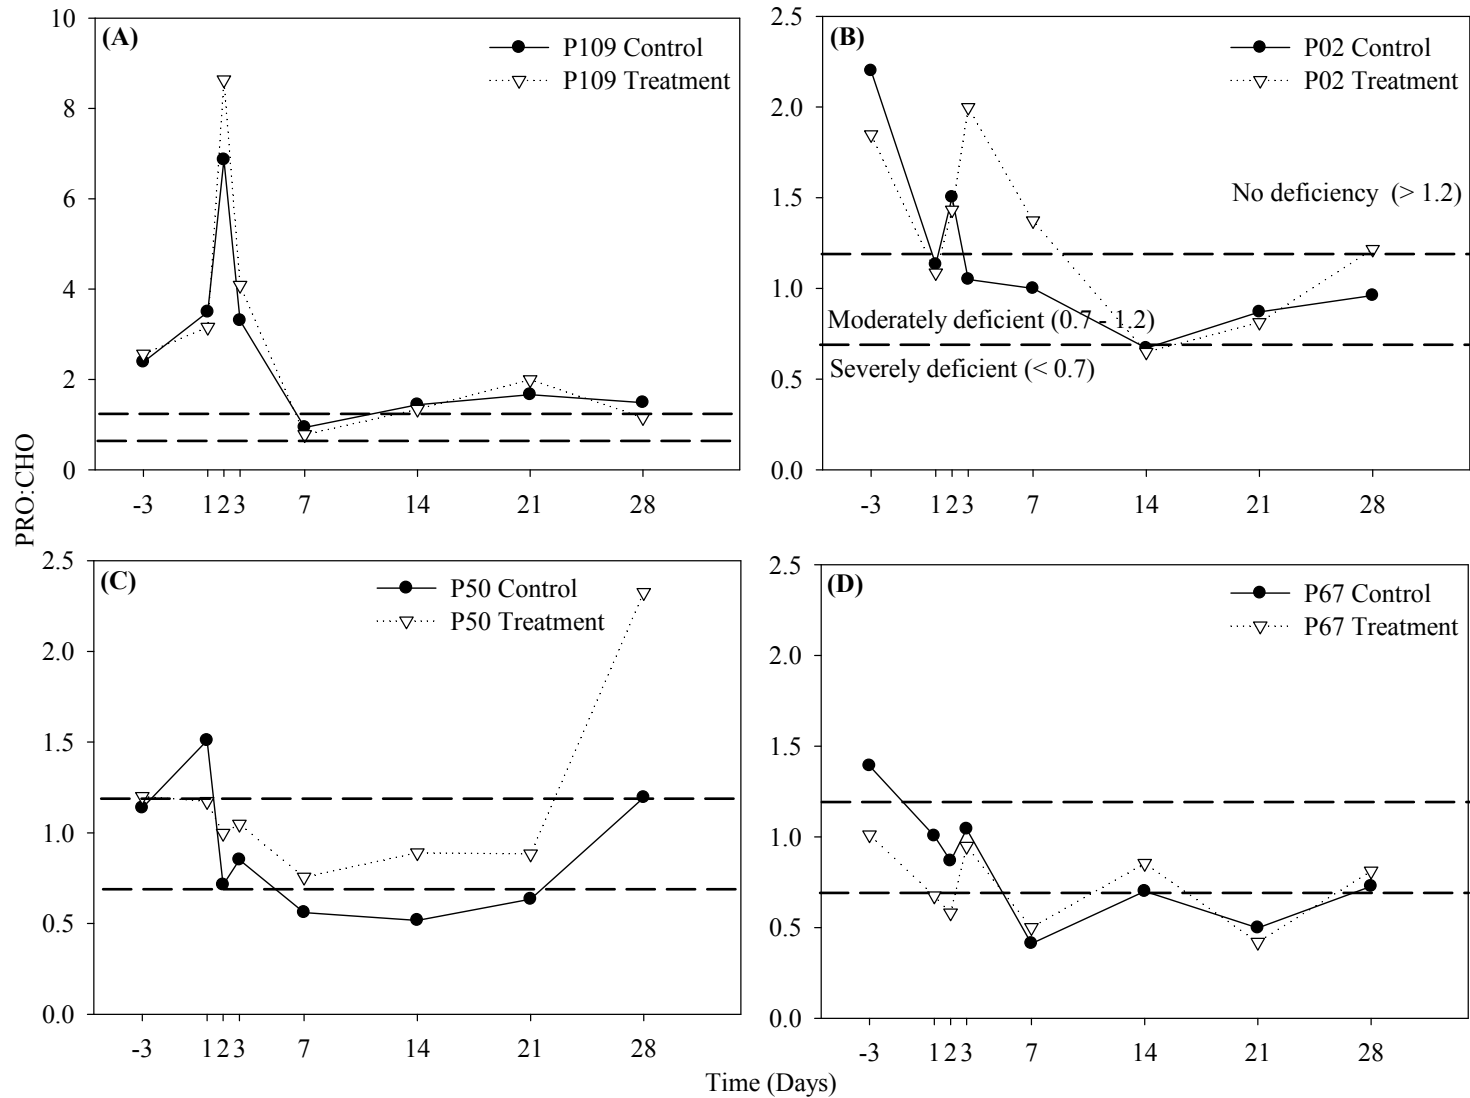 (A)
P109 Control
P109 Treatment
10
8
6
4
2
0
-3 1 2 3 7 14 21 28
(B)
P02 Control
P02 Treatment
2.5
2.0
1.5
1.0
0.5
0.0
No deficiency (> 1.2)
Moderately deficient (0.7 - 1.2)
Severely deficient (< 0.7)
-3 1 2 3 7 14 21 28
PRO:CHO
(C)
P50 Control
P50 Treatment
2.5
2.0
1.5
1.0
0.5
0.0
-3 1 2 3 7 14 21 28
(D)
P67 Control
P67 Treatment
2.5
2.0
1.5
1.0
0.5
0.0
-3 1 2 3 7 14 21 28
Time (Days)